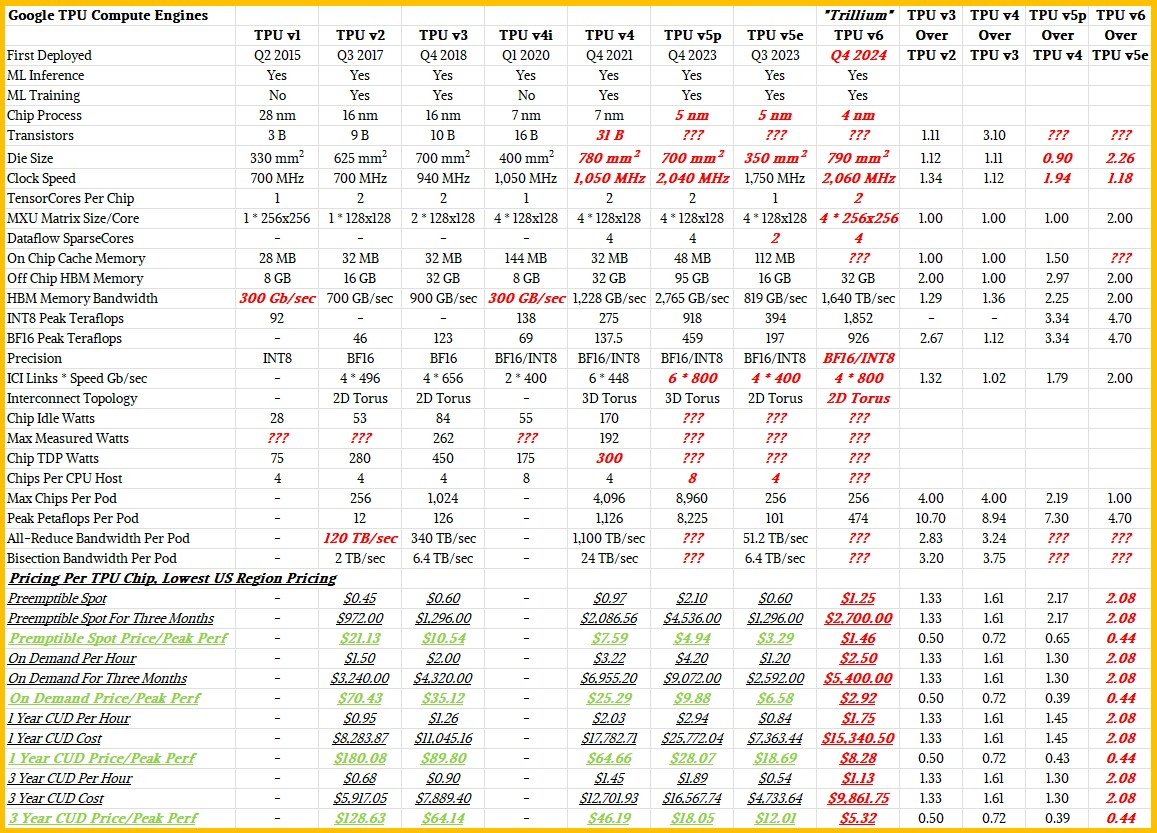 Google TPU Compute Engines "Trillium" TPU v3 TPU v4 TPU v5p TPU v6
TPU v1 TPU v2 TPU v3 TPU v4i TPU v4 TPU v5p TPU v5e TPU v6 Over Over Over Over
First Deployed Q2 2015 Q3 2017 Q4 2018 Q1 2020 Q4 2021 Q4 2023 Q3 2023 Q4 2024 TPU v2 TPU v3 TPU v4 TPU v5e
ML Inference Yes Yes Yes Yes Yes Yes Yes Yes
ML Training No Yes Yes No Yes Yes Yes Yes
Chip Process 28 nm 16 nm 16 nm 7 nm 7 nm 5 nm 5 nm 4 nm
Transistors 3 B 9 B 10 B 16 B 31 B ??? ??? ??? 1.11 3.10 ??? ???
Die Size 330 mm² 625 mm² 700 mm² 400 mm² 780 mm² 700 mm² 350 mm² 790 mm² 1.12 1.11 0.90 2.26
Clock Speed 700 MHz 700 MHz 940 MHz 1,050 MHz 1,050 MHz 2,040 MHz 1,750 MHz 2,060 MHz 1.34 1.12 1.94 1.18
TensorCores Per Chip 1 2 2 1 2 2 1 2
MXU Matrix Size/Core 1 * 256x256 1 * 128x128 2 * 128x128 4 * 128x128 4 * 128x128 4 * 128x128 4 * 128x128 4 * 256x256 1.00 1.00 1.00 2.00
Dataflow SparseCores – – – – 4 4 2 4
On Chip Cache Memory 28 MB 32 MB 32 MB 144 MB 32 MB 48 MB 112 MB ??? 1.00 1.00 1.50 ???
Off Chip HBM Memory 8 GB 16 GB 32 GB 8 GB 32 GB 95 GB 16 GB 32 GB 2.00 1.00 2.97 2.00
HBM Memory Bandwidth 300 Gb/sec 700 GB/sec 900 GB/sec 300 GB/sec 1,228 GB/sec 2,765 GB/sec 819 GB/sec 1,640 TB/sec 1.29 1.36 2.25 2.00
INT8 Peak Teraflops 92 – – 138 275 918 394 1,852 – – 3.34 4.70
BF16 Peak Teraflops 46 123 69 137.5 459 197 926 2.67 1.12 3.34 4.70
Precision INT8 BF16 BF16 BF16/INT8 BF16/INT8 BF16/INT8 BF16/INT8 BF16/INT8
ICI Links * Speed Gb/sec – 4 * 496 4 * 656 2 * 400 6 * 448 6 * 800 4 * 400 4 * 800 1.32 1.02 1.79 2.00
Interconnect Topology – 2D Torus 2D Torus – 3D Torus 3D Torus 2D Torus 2D Torus
Chip Idle Watts 28 53 84 55 170 ??? ??? ???
Max Measured Watts ??? ??? 262 ??? 192 ??? ??? ???
Chip TDP Watts 75 280 450 175 300 ??? ??? ???
Chips Per CPU Host 4 4 4 8 4 8 4 ???
Max Chips Per Pod – 256 1,024 – 4,096 8,960 256 256 4.00 4.00 2.19 1.00
Peak Petaflops Per Pod – 12 126 – 1,126 8,225 101 474 10.70 8.94 7.30 4.70
All-Reduce Bandwidth Per Pod – 120 TB/sec 340 TB/sec – 1,100 TB/sec ??? 51.2 TB/sec ??? 2.83 3.24 ??? ???
Bisection Bandwidth Per Pod – 2 TB/sec 6.4 TB/sec – 24 TB/sec ??? 6.4 TB/sec ??? 3.20 3.75 ??? ???
Pricing Per TPU Chip, Lowest US Region Pricing
Preemptible Spot – $0.45 $0.60 – $0.97 $2.10 $0.60 $1.25 1.33 1.61 2.17 2.08
Preemptible Spot For Three Months – $972.00 $1,296.00 – $2,086.56 $4,536.00 $1,296.00 $2,700.00 1.33 1.61 2.17 2.08
Premptible Spot Price/Peak Perf – $21.13 $10.54 $7.59 $4.94 $3.29 $1.46 0.50 0.72 0.65 0.44
On Demand Per Hour – $1.50 $2.00 – $3.22 $4.20 $1.20 $2.50 1.33 1.61 1.30 2.08
On Demand For Three Months – $3,240.00 $4,320.00 – $6,955.20 $9,072.00 $2,592.00 $5,400.00 1.33 1.61 1.30 2.08
On Demand Price/Peak Perf – $70.43 $35.12 – $25.29 $9.88 $6.58 $2.92 0.50 0.72 0.39 0.44
1 Year CUD Per Hour – $0.95 $1.26 – $2.03 $2.94 $0.84 $1.75 1.33 1.61 1.45 2.08
1 Year CUD Cost – $8,283.87 $11,045.16 – $17,782.71 $25,772.04 $7,363.44 $15,340.50 1.33 1.61 1.45 2.08
1 Year CUD Price/Peak Perf – $180.08 $89.80 – $64.66 $28.07 $18.69 $8.28 0.50 0.72 0.43 0.44
3 Year CUD Per Hour – $0.68 $0.90 – $1.45 $1.89 $0.54 $1.13 1.33 1.61 1.30 2.08
3 Year CUD Cost – $5,917.05 $7,889.40 – $12,701.93 $16,567.74 $4,733.64 $9,861.75 1.33 1.61 1.30 2.08
3 Year CUD Price/Peak Perf – $128.63 $64.14 – $46.19 $18.05 $12.01 $5.32 0.50 0.72 0.39 0.44